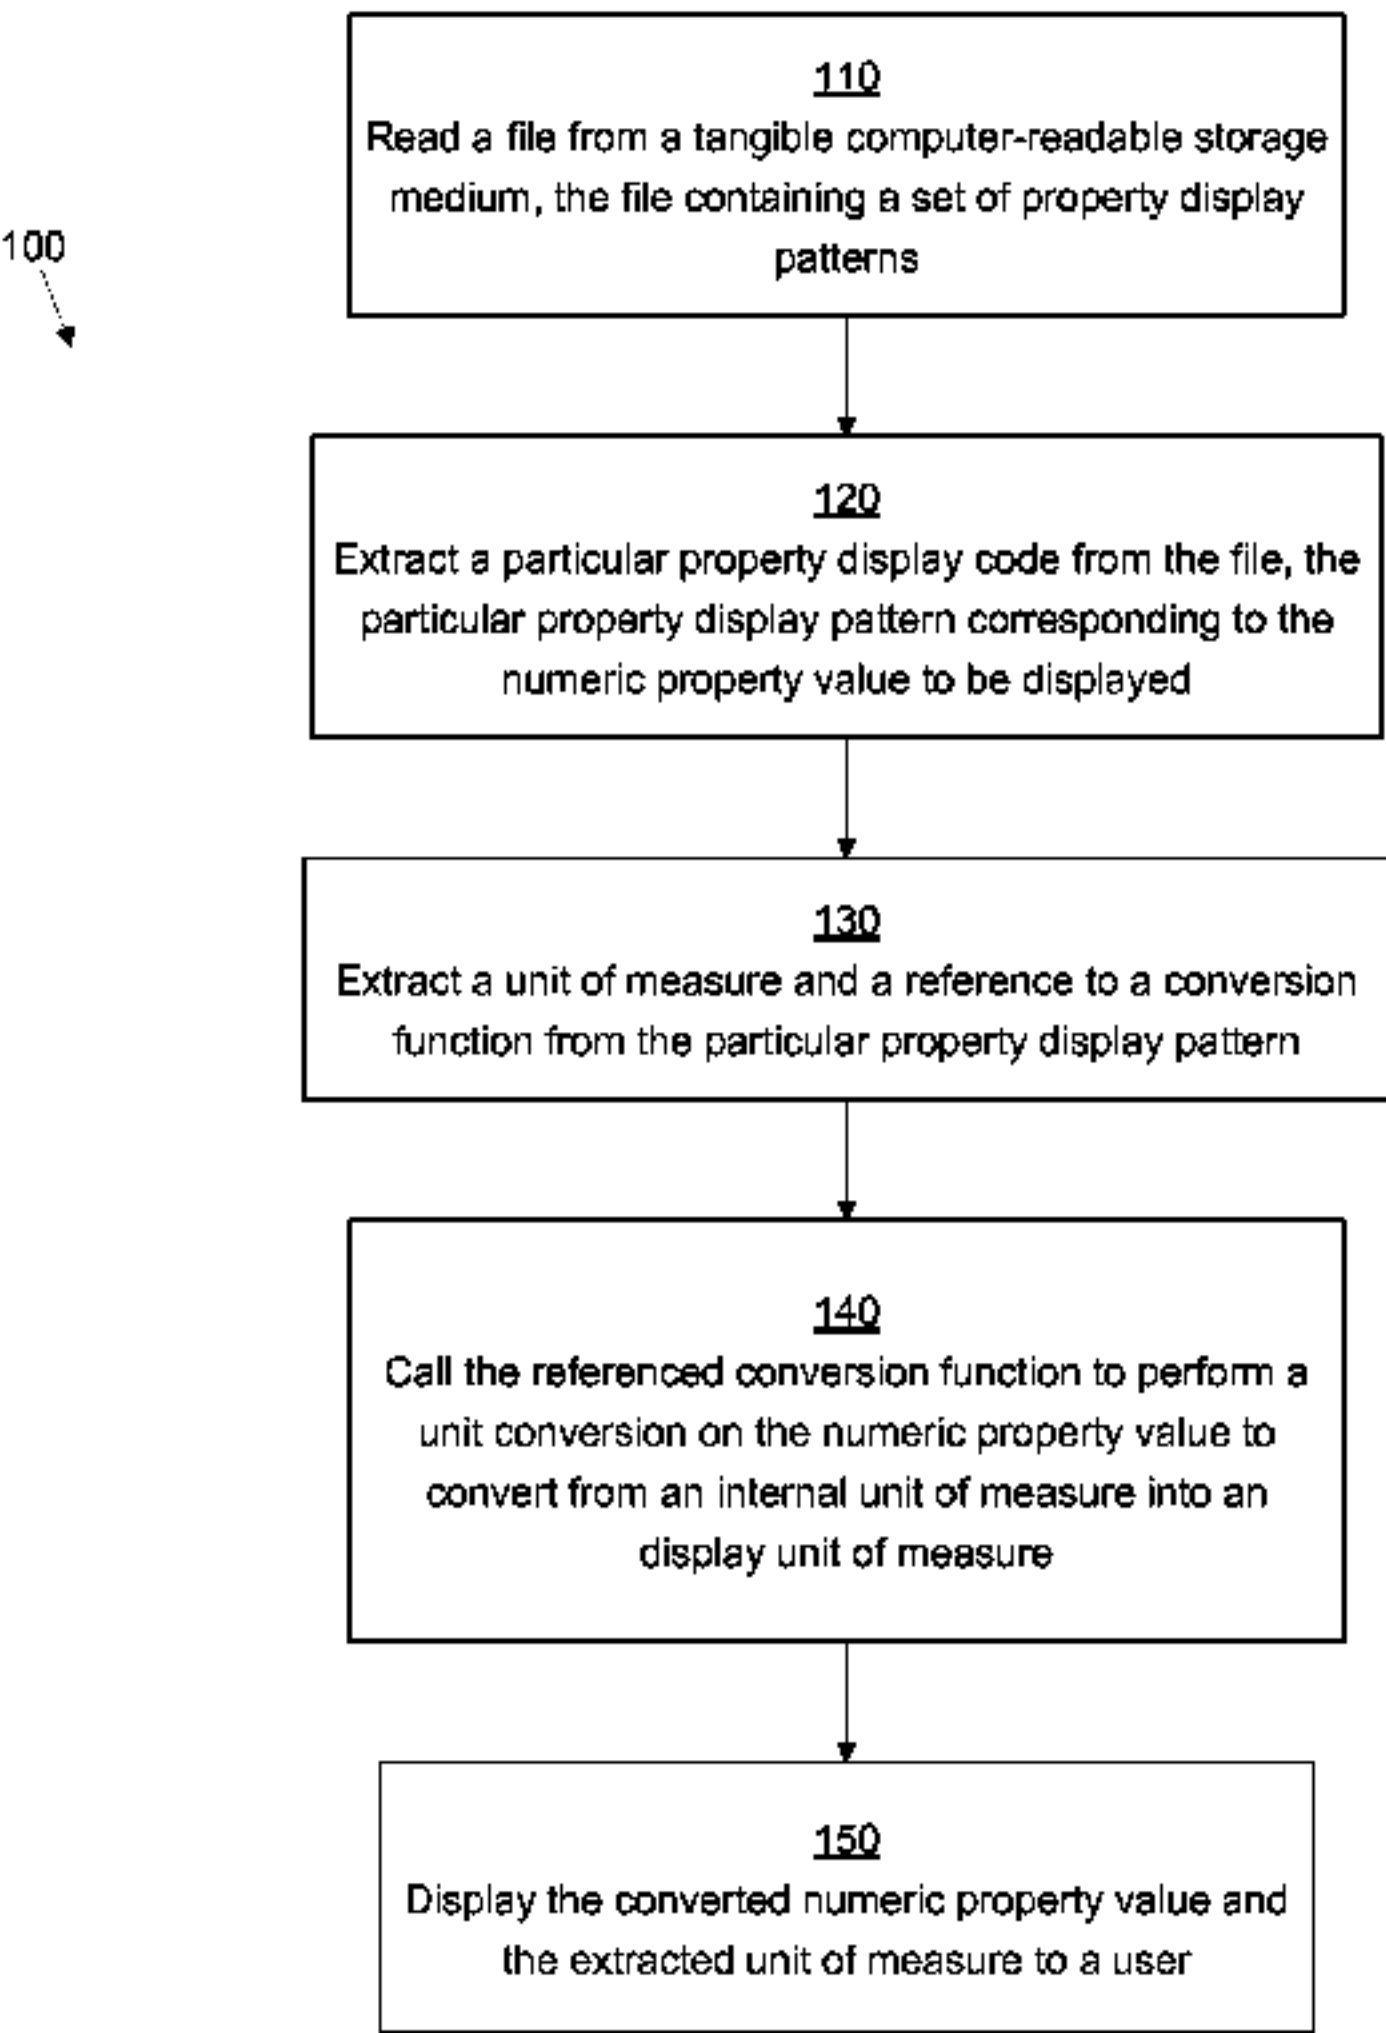 110
Read a file from a tangible computer-readable storage
medium, the file containing a set of property display
patterns
100
120
Extract a particular property display code from the file, the
particular property display pattern corresponding to the
numeric property value to be displayed
130
Extract a unit of measure and a reference to a conversion
function from the particular property display pattern
140
Call the referenced conversion function to perform a
unit conversion on the numeric property value to
convert from an internal unit of measure into an
display unit of measure
150
Display the converted numeric property value and
the extracted unit of measure to a user